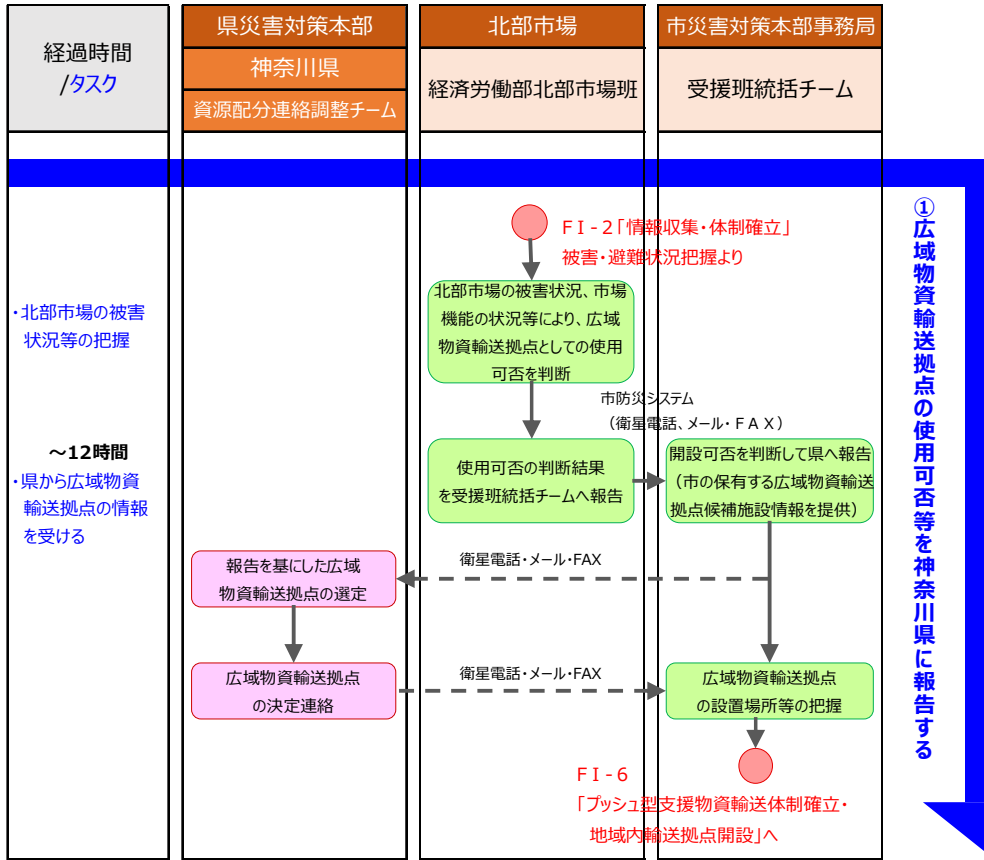 経過時間
/タスク
県災害対策本部
神奈川県
資源配分連絡調整チーム
北部市場
経済労働部北部市場班
市災害対策本部事務局
受援班統括チーム
①広域物資輸送拠点の使用可否等を神奈川県に報告する
FⅠ-2「情報収集・体制確立」
被害・避難状況把握より
・北部市場の被害
状況等の把握
北部市場の被害状況、市場
機能の状況等により、広域
物資輸送拠点としての使用
可否を判断
市防災システム
（衛星電話、メール・ＦＡＸ）
～12時間
・県から広域物資
輸送拠点の情報
を受ける
使用可否の判断結果
を受援班統括チームへ報告
開設可否を判断して県へ報告
（市の保有する広域物資輸送
拠点候補施設情報を提供）
報告を基にした広域
物資輸送拠点の選定
衛星電話・メール・FAX
広域物資輸送拠点
の決定連絡
衛星電話・メール・FAX
広域物資輸送拠点
の設置場所等の把握
FⅠ-6
「プッシュ型支援物資輸送体制確立・
地域内輸送拠点開設」へ